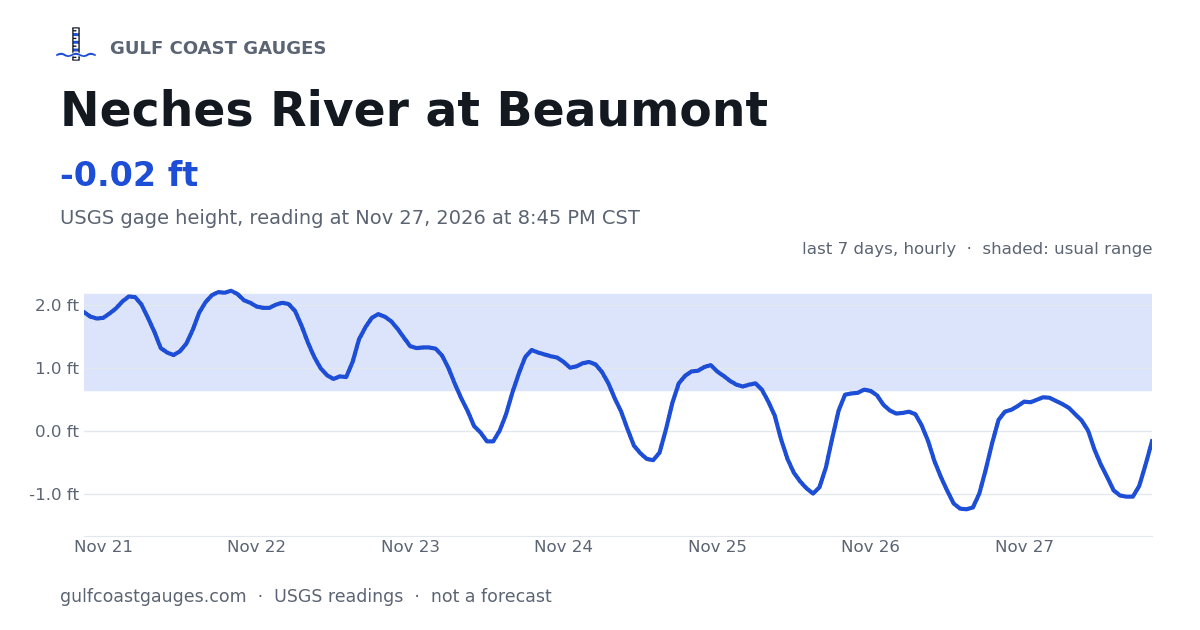 GULF COAST GAUGES
Neches River at Beaumont
-0.02 ft
USGS gage height, reading at Nov 27, 2026 at 8:45 PM CST
last 7 days, hourly · shaded: usual range
2.0 ft
1.0 ft
0.0 ft
-1.0 ft
Nov 21 Nov 22 Nov 23 Nov 24 Nov 25 Nov 26 Nov 27
gulfcoastgauges.com · USGS readings · not a forecast